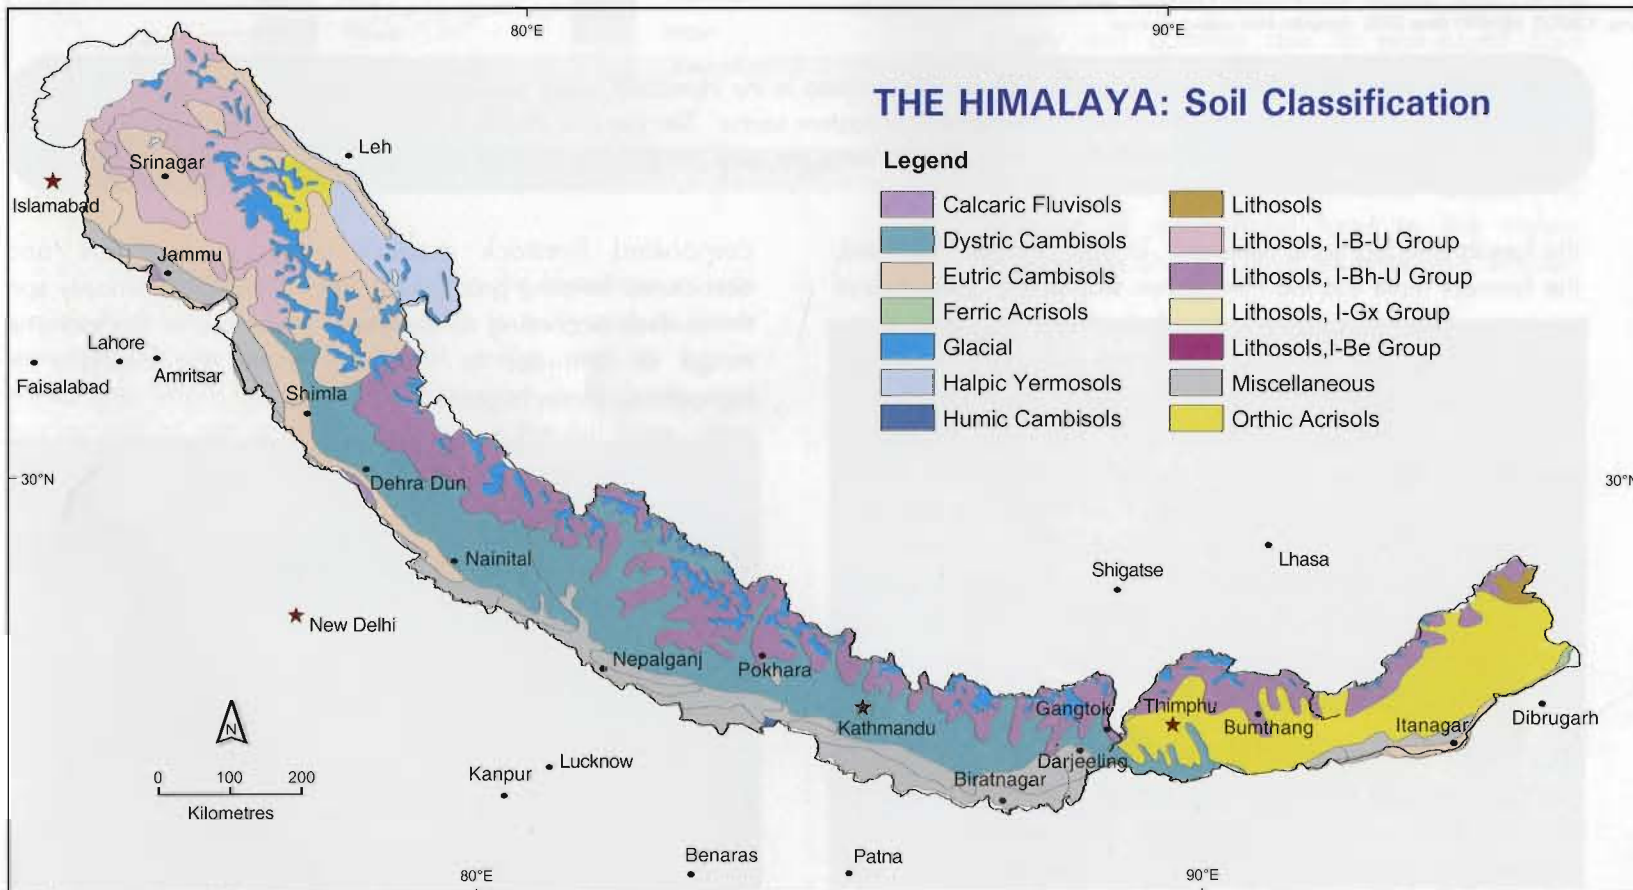 80°E
90°E
THE HIMALAYA: Soil Classification
Legend
Calcaric Fluvisols
Dystric Cambisols
Eutric Cambisols
Ferric Acrisols
Glacial
Halpic Yermosols
Humic Cambisols
Lithosols
Lithosols, I-B-U Group
Lithosols, I-Bh-U Group
Lithosols, I-Gx Group
Lithosols,I-Be Group
Miscellaneous
Orthic Acrisols
Leh
Srinagar
Islamabad
Jammu
Lahore
Faisalabad
Amritsar
Shimla
30°N
30°N
Dehra Dun
Nainital
New Delhi
Shigatse
Lhasa
Nepalganj
Pokhara
Kathmandu
Gangtok
Thimphu
Bumthang
Itanagar
Dibrugarh
Darjeeling
Biratnagar
N
0 100 200
Kilometres
Kanpur
Lucknow
Benaras
Patna
80°E
90°E